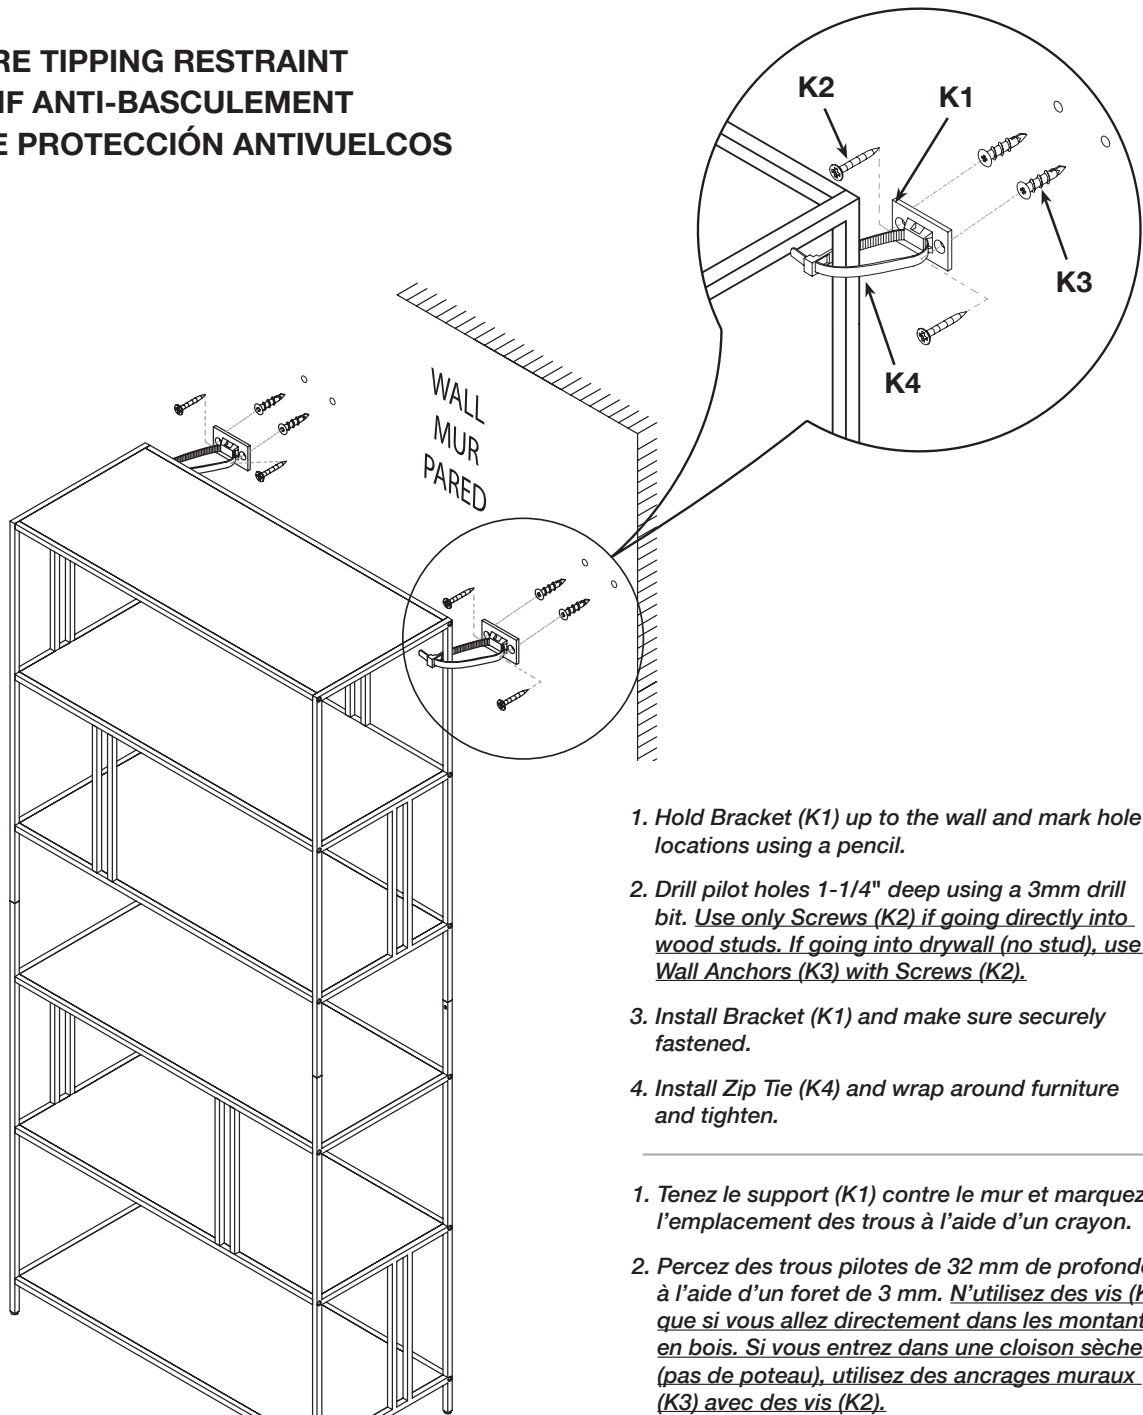 RE TIPPING RESTRAINT
IF ANTI-BASCULEMENT
E PROTECCIÓN ANTIVUELCOS
K2
K1
K3
K4
WALL
MUR
PARED
1. Hold Bracket (K1) up to the wall and mark hole
locations using a pencil.
2. Drill pilot holes 1-1/4" deep using a 3mm drill
bit. Use only Screws (K2) if going directly into
wood studs. If going into drywall (no stud), use
Wall Anchors (K3) with Screws (K2).
3. Install Bracket (K1) and make sure securely
fastened.
4. Install Zip Tie (K4) and wrap around furniture
and tighten.
1. Tenez le support (K1) contre le mur et marquez
l’emplacement des trous à l’aide d’un crayon.
2. Percez des trous pilotes de 32 mm de profonde
à l’aide d’un foret de 3 mm. N’utilisez des vis (K
que si vous allez directement dans les montant
en bois. Si vous entrez dans une cloison sèche
(pas de poteau), utilisez des ancrages muraux
(K3) avec des vis (K2).